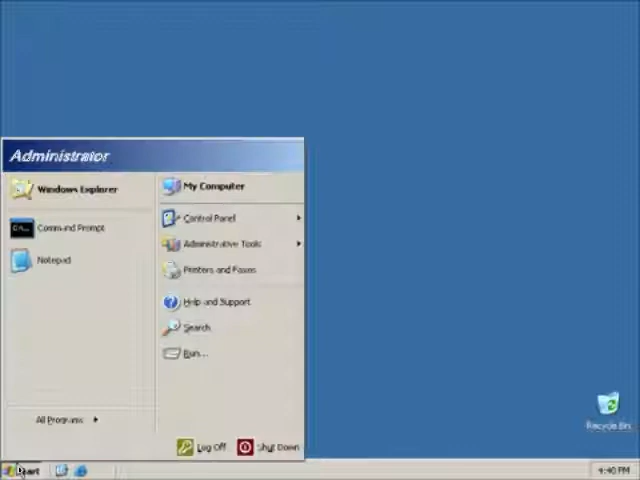 Administrator
Windows Explorer
Command Prompt
Notepad
All Programs
My Computer
Control Panel
Administrative Tools
Printers and Faxes
Help and Support
Search
Run...
Log Off
Shut Down
Recycle Bin
Start
4:40 PM